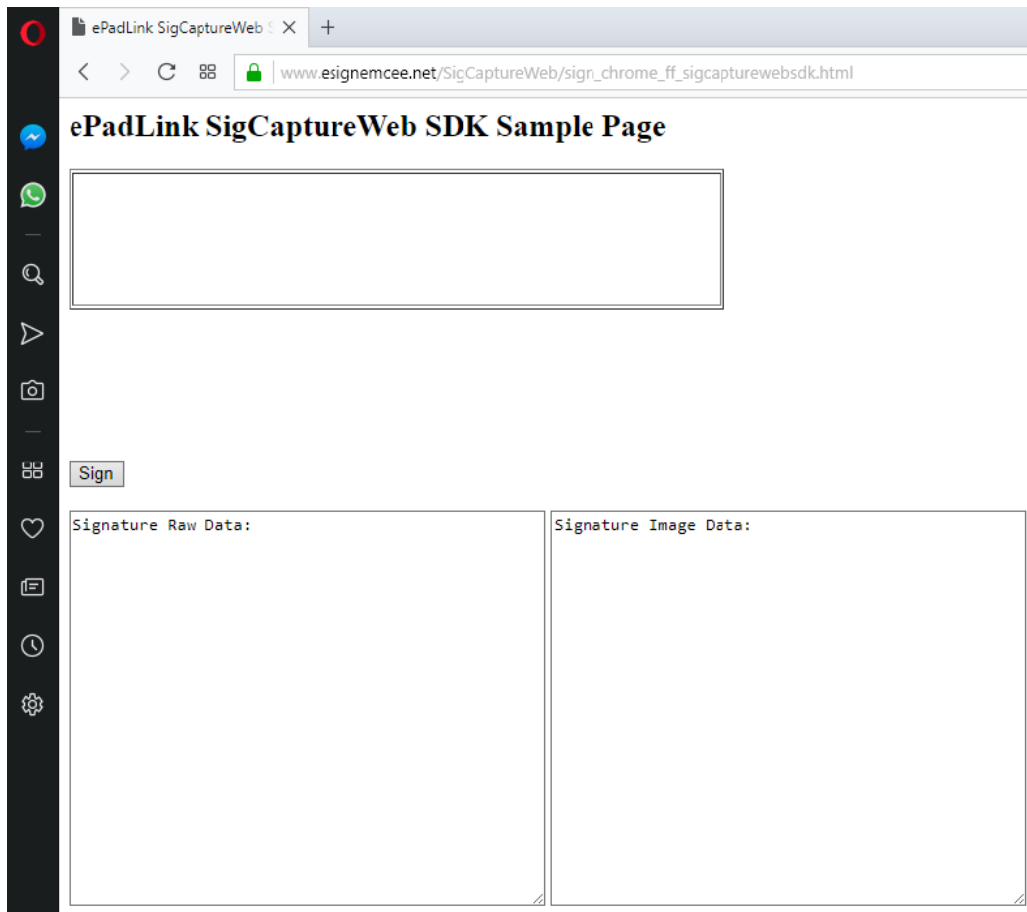 ePadLink SigCaptureWeb S
www.esignemcee.net/SigCaptureWeb/sign_chrome_ff_sigcapturewebsdk.html
ePadLink SigCaptureWeb SDK Sample Page
Sign
Signature Raw Data:
Signature Image Data: